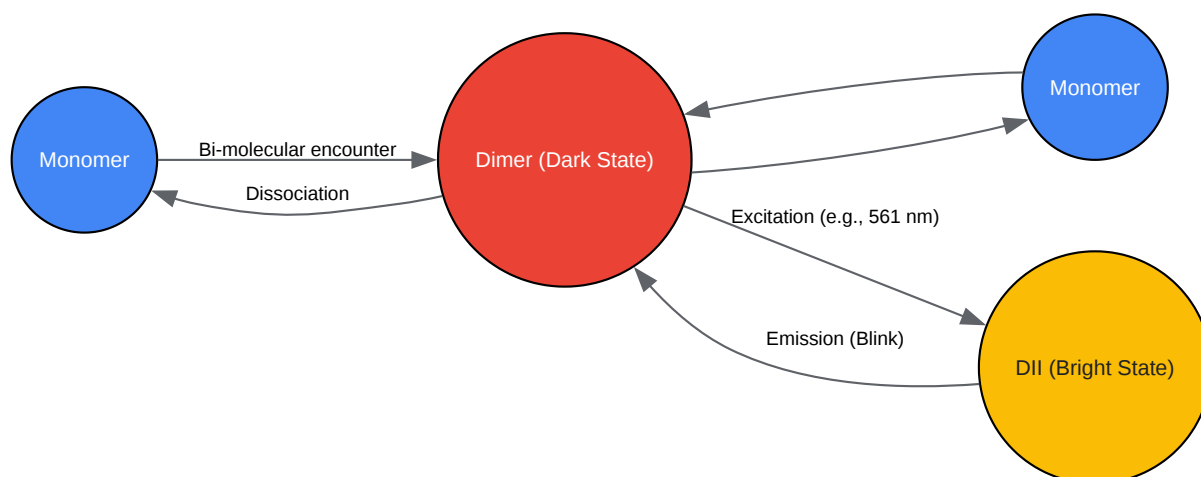 Monomer
Monomer
Bi-molecular encounter
Dimer (Dark State)
Dissociation
Excitation (e.g., 561 nm)
Emission (Blink)
DII (Bright State)